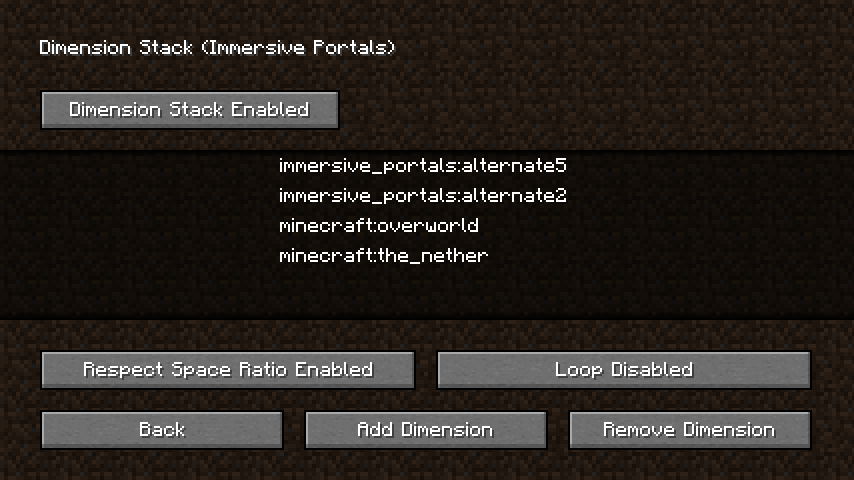 Dimension Stack (Immersive Portals)
Dimension Stack Enabled
immersive_portals:alternate5
immersive_portals:alternate2
minecraft:overworld
minecraft:the_nether
Respect Space Ratio Enabled
Loop Disabled
Back
Add Dimension
Remove Dimension